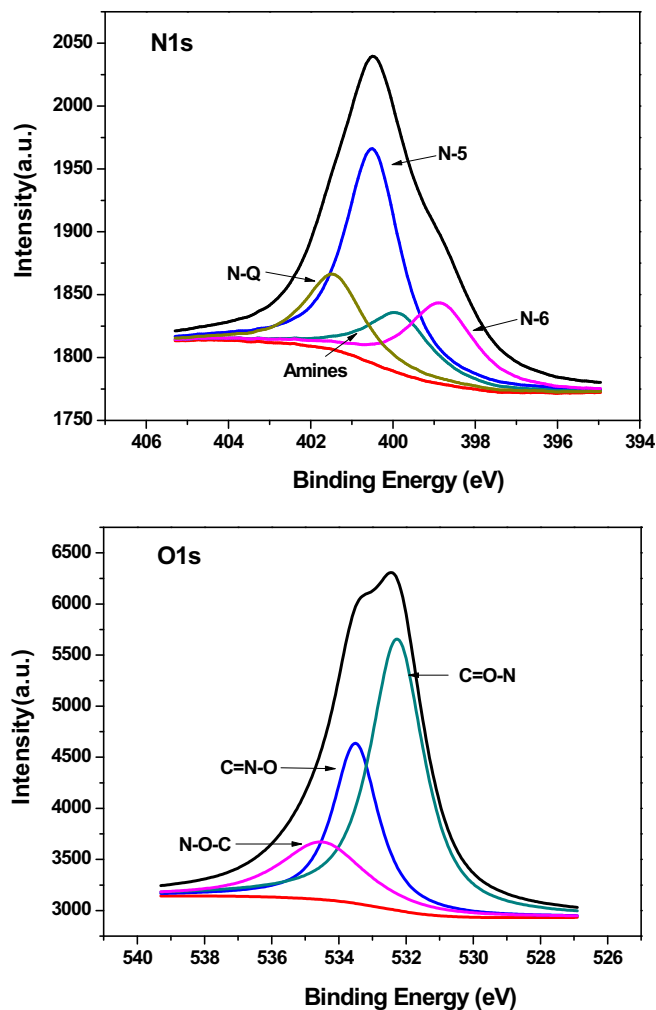 N1s
2050
2000
1950
1900
1850
1800
1750
Intensity(a.u.)
N-5
N-Q
N-6
Amines
406 404 402 400 398 396 394
Binding Energy (eV)
O1s
6500
6000
5500
5000
4500
4000
3500
3000
Intensity(a.u.)
C=O-N
C=N-O
N-O-C
540 538 536 534 532 530 528 526
Binding Energy (eV)